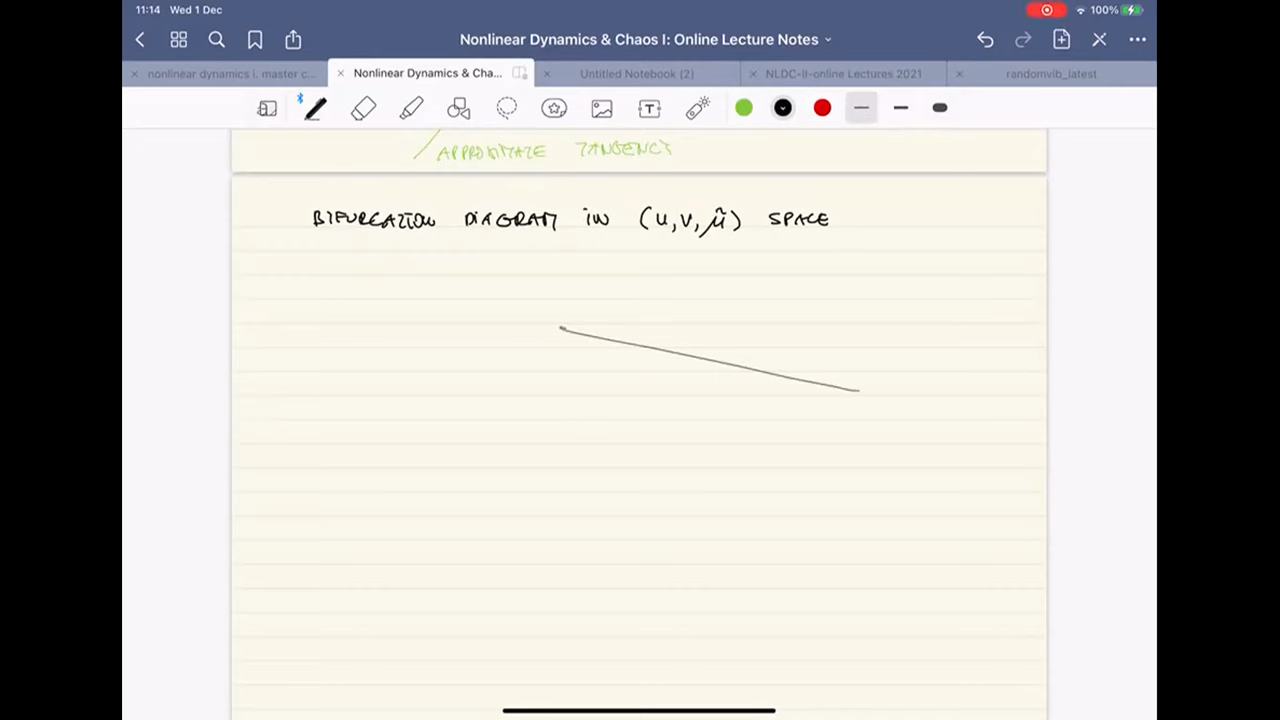 11:14 Wed 1 Dec 100%
Nonlinear Dynamics & Chaos I: Online Lecture Notes
nonlinear dynamics i. master c... Nonlinear Dynamics & Cha... Untitled Notebook (2) NLDC-II-online Lectures 2021 randomvib_latest
APPROXIMATE TANGENCY
BIFURCATION DIAGRAM IN (u, v, μ̃) SPACE